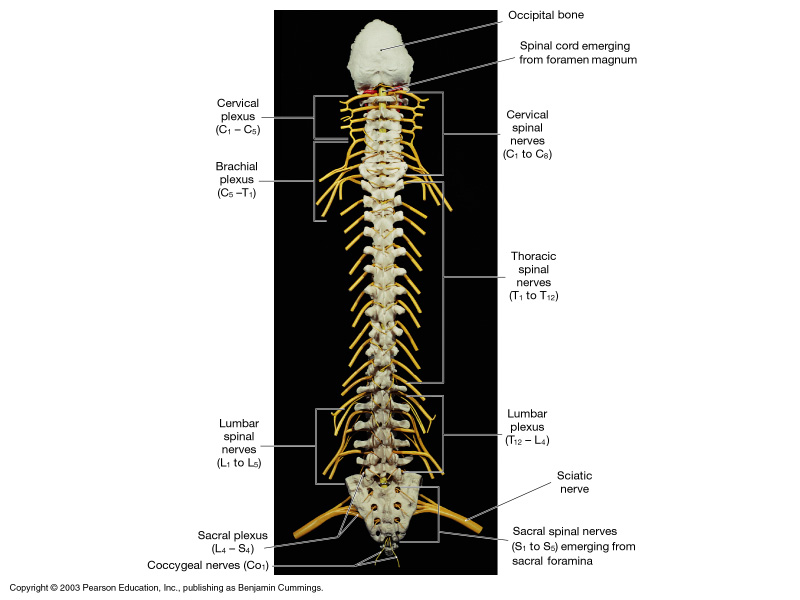 Occipital bone
Spinal cord emerging
from foramen magnum
Cervical
plexus
(C₁ – C₅)
Cervical
spinal
nerves
(C₁ to C₈)
Brachial
plexus
(C₅ –T₁)
Thoracic
spinal
nerves
(T₁ to T₁₂)
Lumbar
spinal
nerves
(L₁ to L₅)
Lumbar
plexus
(T₁₂ – L₄)
Sciatic
nerve
Sacral plexus
(L₄ – S₄)
Sacral spinal nerves
(S₁ to S₅) emerging from
sacral foramina
Coccygeal nerves (Co₁)
Copyright © 2003 Pearson Education, Inc., publishing as Benjamin Cummings.